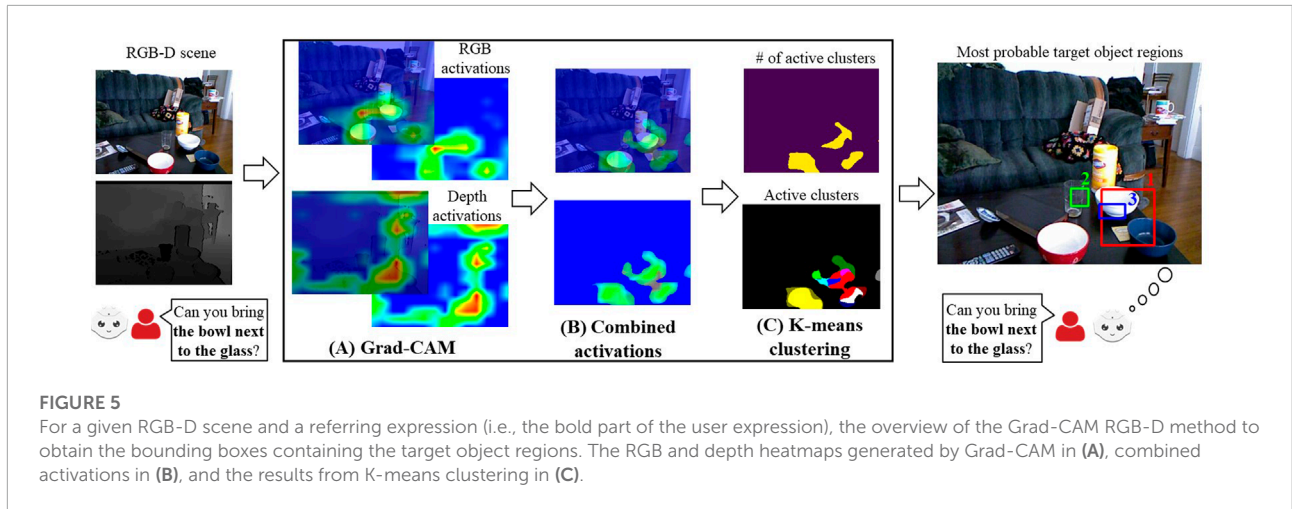 RGB-D scene
Can you bring
the bowl next
to the glass?
RGB
activations
Depth
activations
(A) Grad-CAM
(B) Combined
activations
# of active clusters
Active clusters
(C) K-means
clustering
Most probable target object regions
1
2
3
Can you bring
the bowl next
to the glass?
FIGURE 5
For a given RGB-D scene and a referring expression (i.e., the bold part of the user expression), the overview of the Grad-CAM RGB-D method to
obtain the bounding boxes containing the target object regions. The RGB and depth heatmaps generated by Grad-CAM in (A), combined
activations in (B), and the results from K-means clustering in (C).